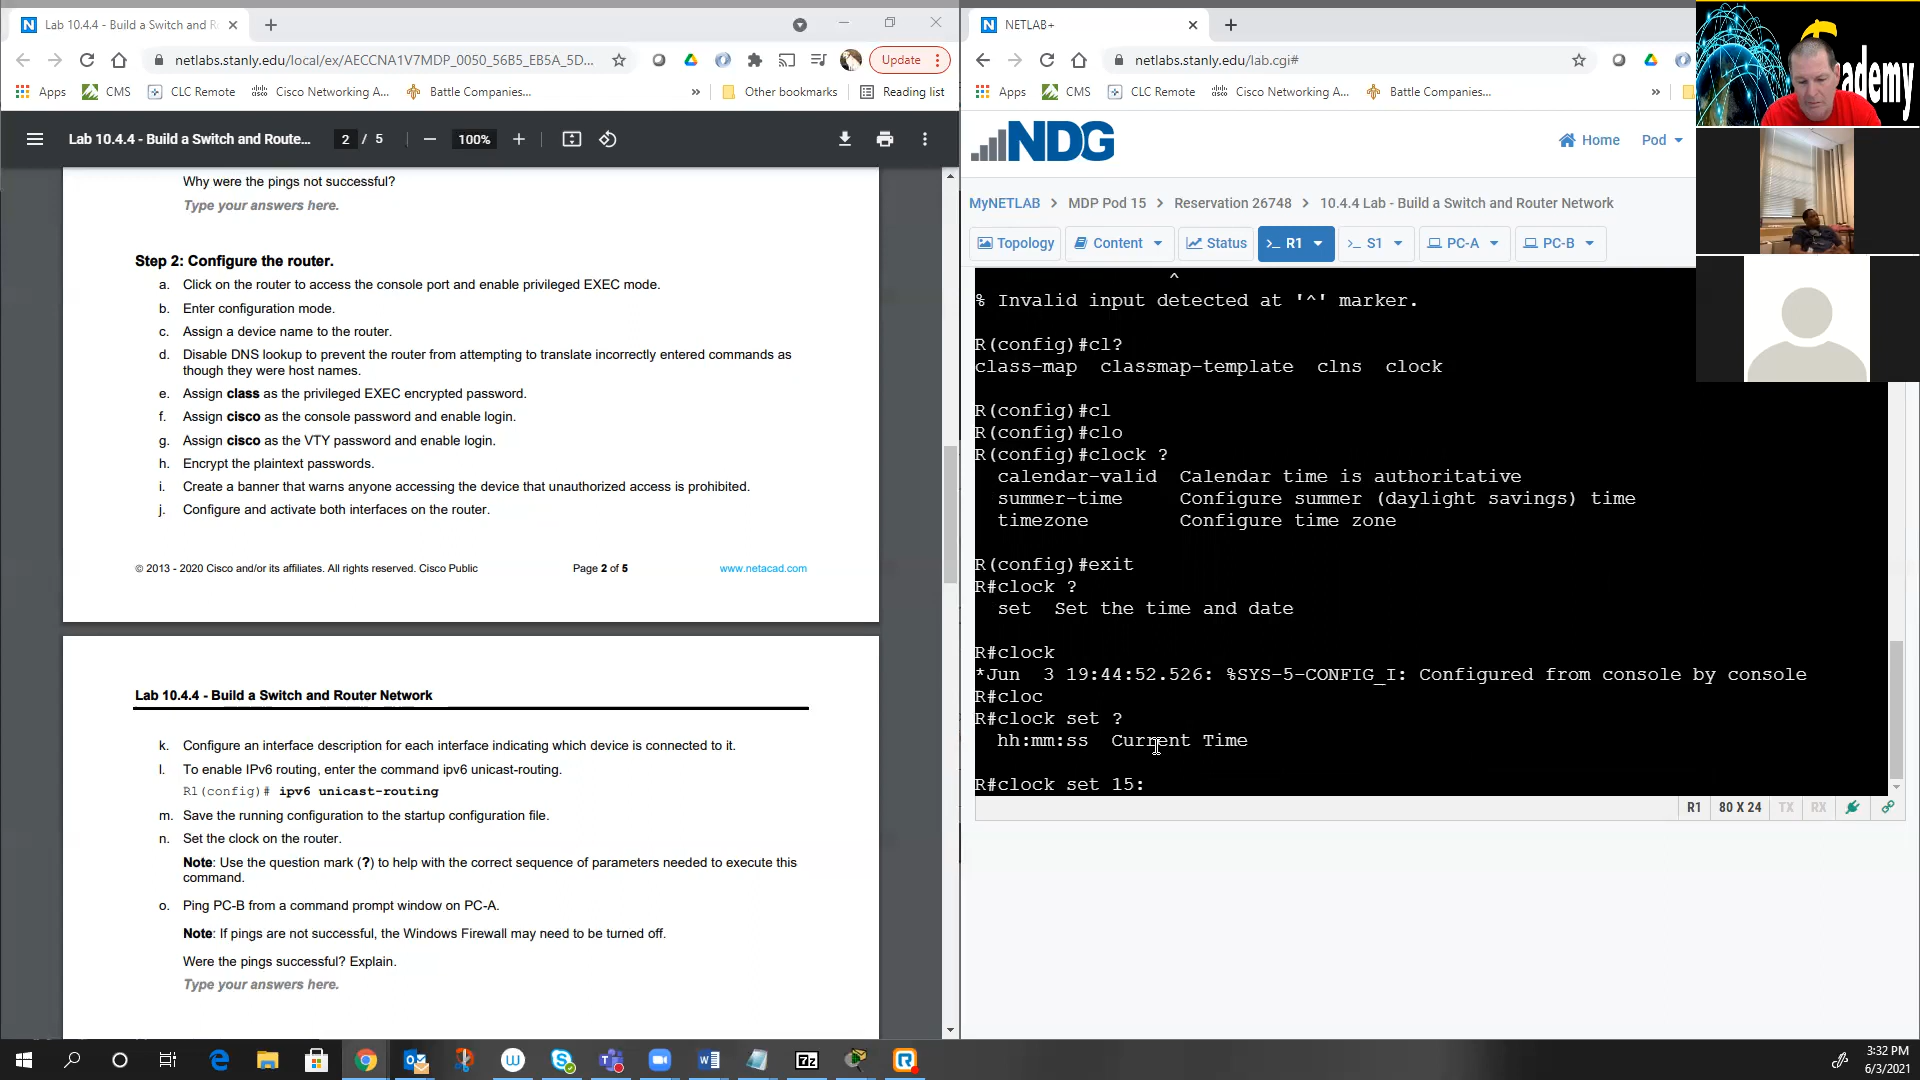 Lab 10.4.4 - Build a Switch and R
netlabs.stanly.edu/local/ex/AECCNA1V7MDP_0050_56B5_EB5A_5D...
Update
Apps
CMS
CLC Remote
Cisco Networking A...
Battle Companies...
»
Other bookmarks
Reading list
Lab 10.4.4 - Build a Switch and Route...
2 / 5
100%
Why were the pings not successful?
Type your answers here.
Step 2: Configure the router.
a. Click on the router to access the console port and enable privileged EXEC mode.
b. Enter configuration mode.
c. Assign a device name to the router.
d. Disable DNS lookup to prevent the router from attempting to translate incorrectly entered commands as
though they were host names.
e. Assign class as the privileged EXEC encrypted password.
f. Assign cisco as the console password and enable login.
g. Assign cisco as the VTY password and enable login.
h. Encrypt the plaintext passwords.
i. Create a banner that warns anyone accessing the device that unauthorized access is prohibited.
j. Configure and activate both interfaces on the router.
© 2013 - 2020 Cisco and/or its affiliates. All rights reserved. Cisco Public
Page 2 of 5
www.netacad.com
Lab 10.4.4 - Build a Switch and Router Network
k. Configure an interface description for each interface indicating which device is connected to it.
l. To enable IPv6 routing, enter the command ipv6 unicast-routing.
R1(config)# ipv6 unicast-routing
m. Save the running configuration to the startup configuration file.
n. Set the clock on the router.
Note: Use the question mark (?) to help with the correct sequence of parameters needed to execute this
command.
o. Ping PC-B from a command prompt window on PC-A.
Note: If pings are not successful, the Windows Firewall may need to be turned off.
Were the pings successful? Explain.
Type your answers here.
NETLAB+
netlabs.stanly.edu/lab.cgi#
Apps
CMS
CLC Remote
Cisco Networking A...
Battle Companies...
»
NDG
Home
Pod
MyNETLAB > MDP Pod 15 > Reservation 26748 > 10.4.4 Lab - Build a Switch and Router Network
Topology
Content
Status
>_ R1
>_ S1
PC-A
PC-B
^
% Invalid input detected at '^' marker.
R(config)#cl?
class-map classmap-template clns clock
R(config)#cl
R(config)#clo
R(config)#clock ?
calendar-valid Calendar time is authoritative
summer-time Configure summer (daylight savings) time
timezone Configure time zone
R(config)#exit
R#clock ?
set Set the time and date
R#clock
*Jun 3 19:44:52.526: %SYS-5-CONFIG_I: Configured from console by console
R#cloc
R#clock set ?
hh:mm:ss Current Time
R#clock set 15:
R1
80 X 24
TX
RX
ademy
3:32 PM
6/3/2021